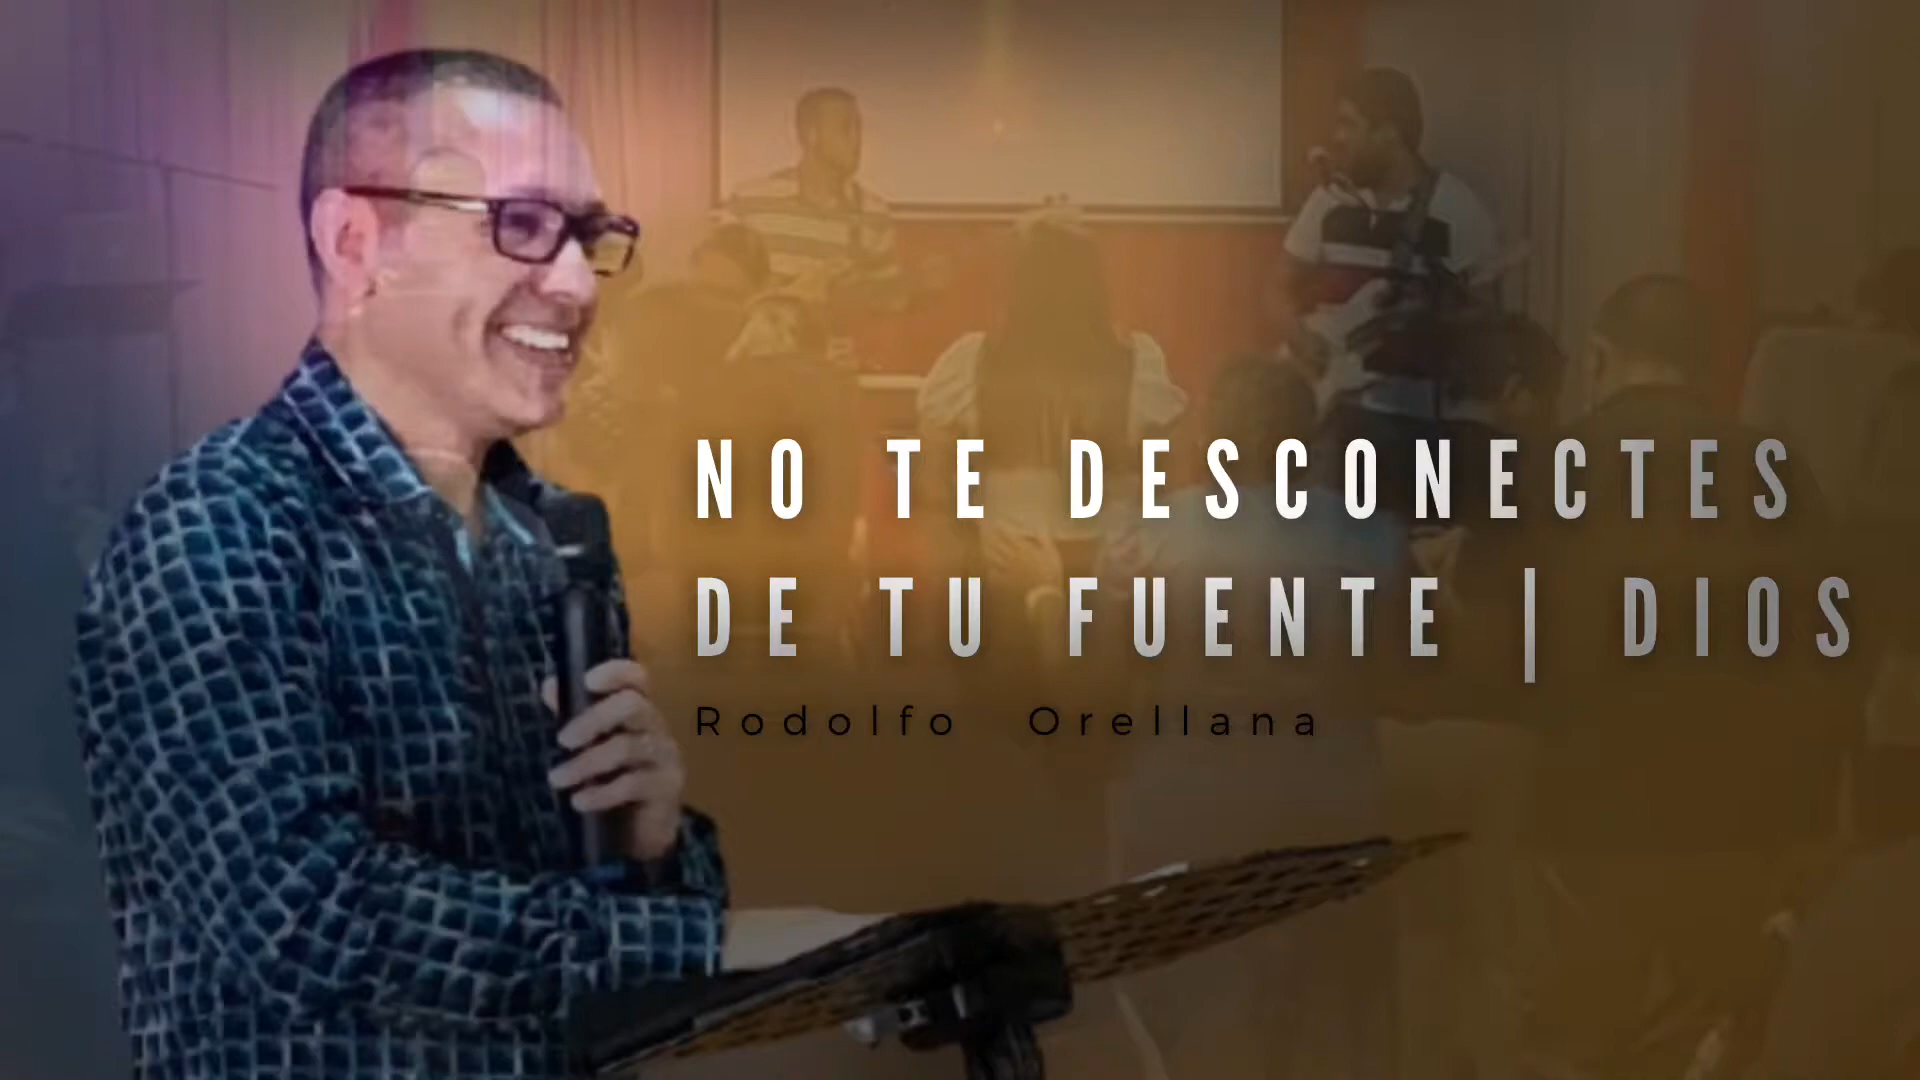 NO TE DESCONECTES
DE TU FUENTE | DIOS
Rodolfo Orellana